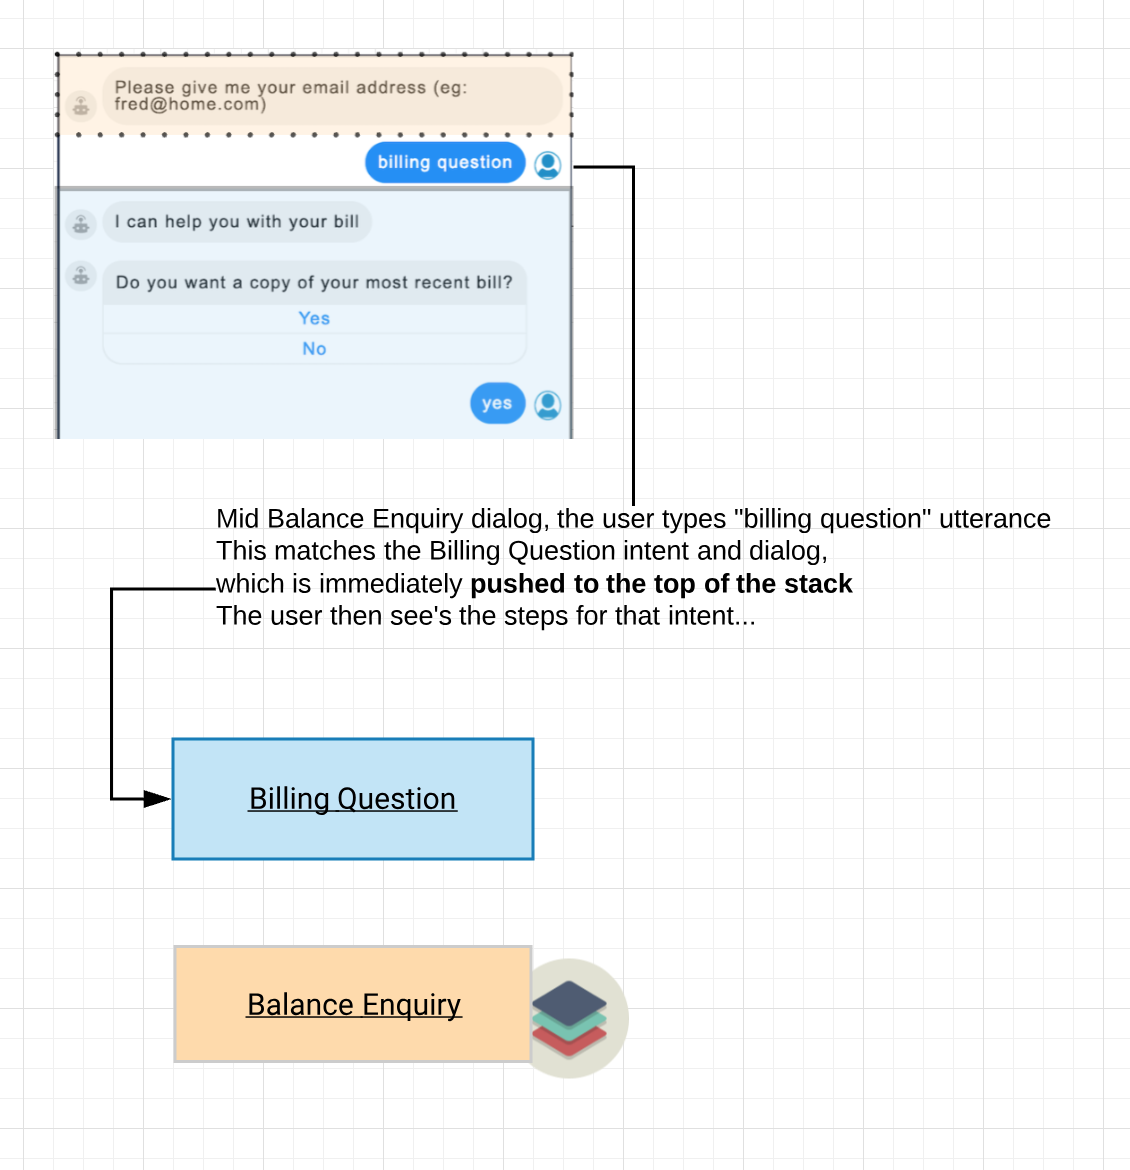 Please give me your email address (eg:
fred@home.com)
billing question
I can help you with your bill
Do you want a copy of your most recent bill?
Yes
No
yes
Mid Balance Enquiry dialog, the user types "billing question" utterance
This matches the Billing Question intent and dialog,
which is immediately pushed to the top of the stack
The user then see's the steps for that intent...
Billing Question
Balance Enquiry